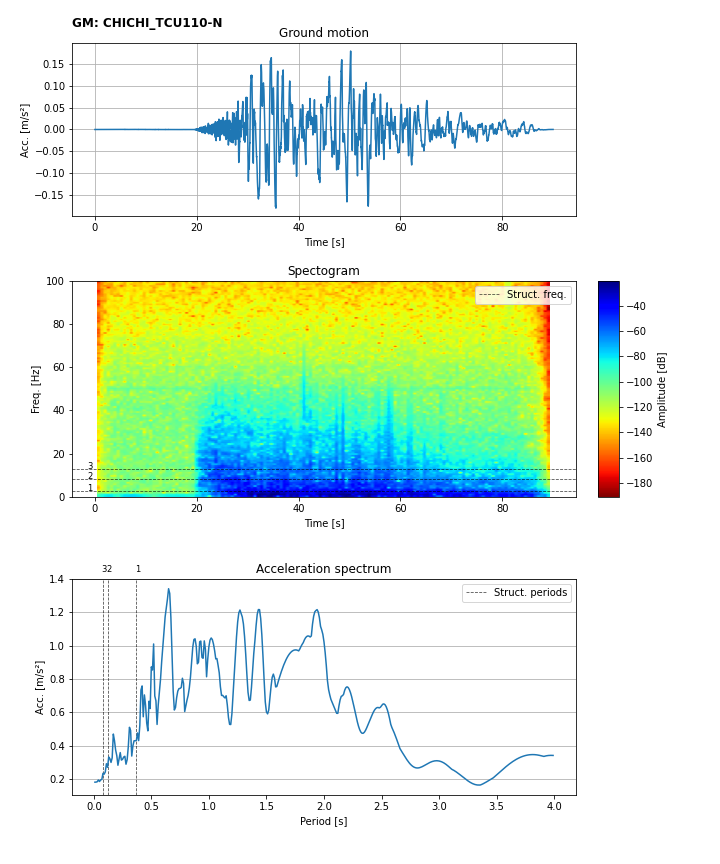 GM: CHICHI_TCU110-N
Ground motion
0.15
0.10
0.05
0.00
−0.05
−0.10
−0.15
Acc. [m/s²]
0 20 40 60 80
Time [s]
Spectogram
100
80
60
40
20
0
Freq. [Hz]
Struct. freq.
3
2
1
0 20 40 60 80
Time [s]
−40
−60
−80
−100
−120
−140
−160
−180
Amplitude [dB]
32 1
Acceleration spectrum
1.4
1.2
1.0
0.8
0.6
0.4
0.2
Acc. [m/s²]
Struct. periods
0.0 0.5 1.0 1.5 2.0 2.5 3.0 3.5 4.0
Period [s]